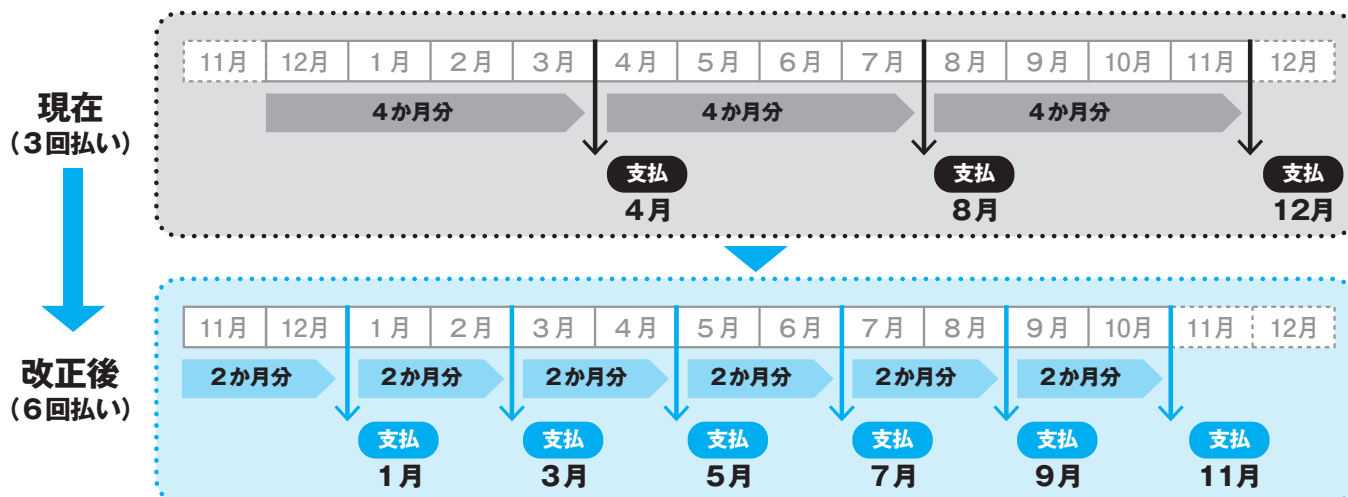 11月 12月 1月 2月 3月 4月 5月 6月 7月 8月 9月 10月 11月 12月
現在
(3回払い)
4か月分 4か月分 4か月分
支払 支払 支払
4月 8月 12月
11月 12月 1月 2月 3月 4月 5月 6月 7月 8月 9月 10月 11月 12月
改正後
(6回払い)
2か月分 2か月分 2か月分 2か月分 2か月分 2か月分
支払 支払 支払 支払 支払 支払
1月 3月 5月 7月 9月 11月